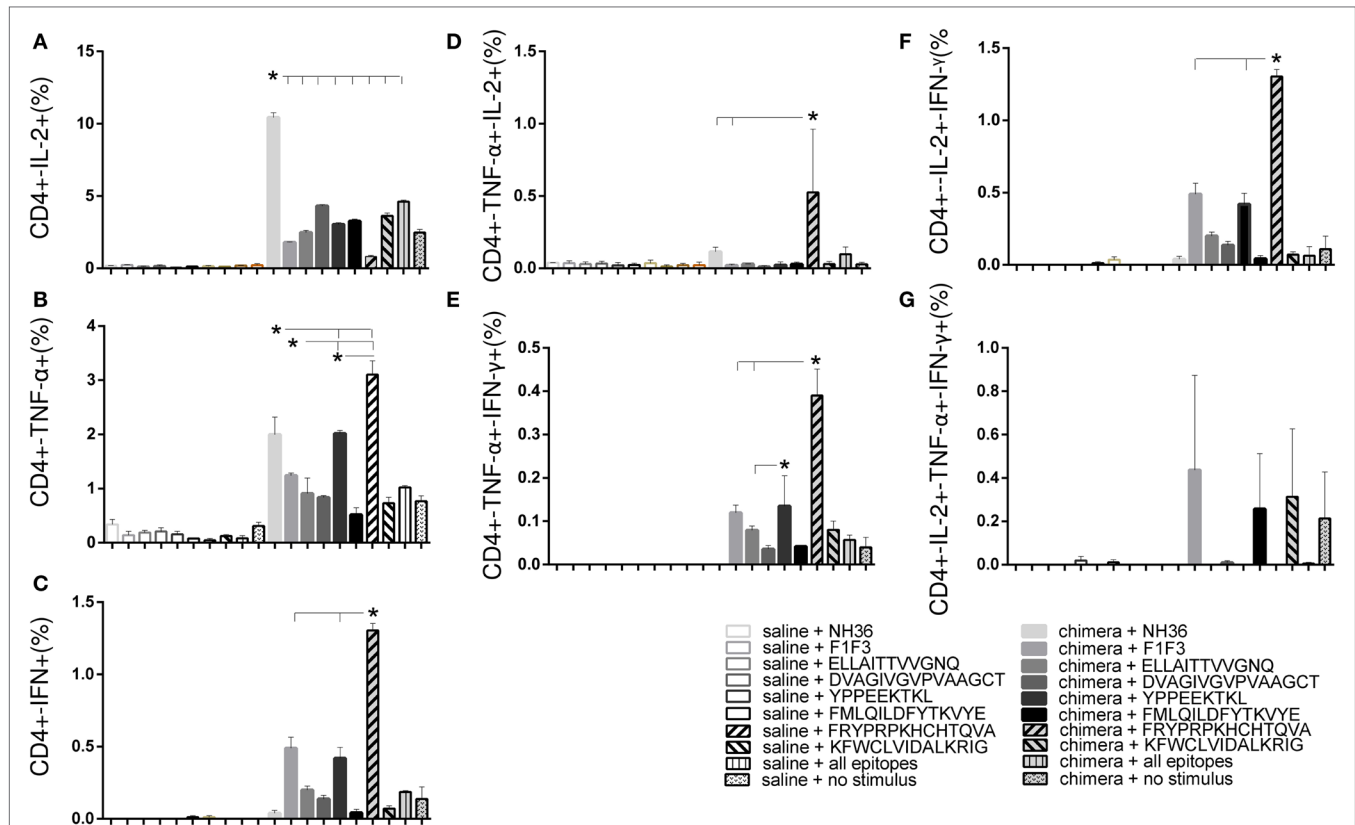 A
CD4+-IL-2+(%)
15
10
5
0
*
B
CD4+-TNF-α+(%)
4
3
2
1
0
*
*
*
C
CD4+-IFN+(%)
1.5
1.0
0.5
0.0
*
D
CD4+-TNF-α+-IL-2+(%)
1.5
1.0
0.5
0.0
*
E
CD4+-TNF-α+-IFN-γ+(%)
0.5
0.4
0.3
0.2
0.1
0.0
*
*
F
CD4+--IL-2+-IFN-γ(%
1.5
1.0
0.5
0.0
*
G
CD4+-IL-2+-TNF-α+-IFN-γ+(%)
1.0
0.8
0.6
0.4
0.2
0.0
saline + NH36
saline + F1F3
saline + ELLAITTVVGNQ
saline + DVAGIVGVPVAAGCT
saline + YPPEEKTKL
saline + FMLQILDFYTKVYE
saline + FRYPRPKHCHTQVA
saline + KFWCLVIDALKRIG
saline + all epitopes
saline + no stimulus
chimera + NH36
chimera + F1F3
chimera + ELLAITTVVGNQ
chimera + DVAGIVGVPVAAGCT
chimera + YPPEEKTKL
chimera + FMLQILDFYTKVYE
chimera + FRYPRPKHCHTQVA
chimera + KFWCLVIDALKRIG
chimera + all epitopes
chimera + no stimulus